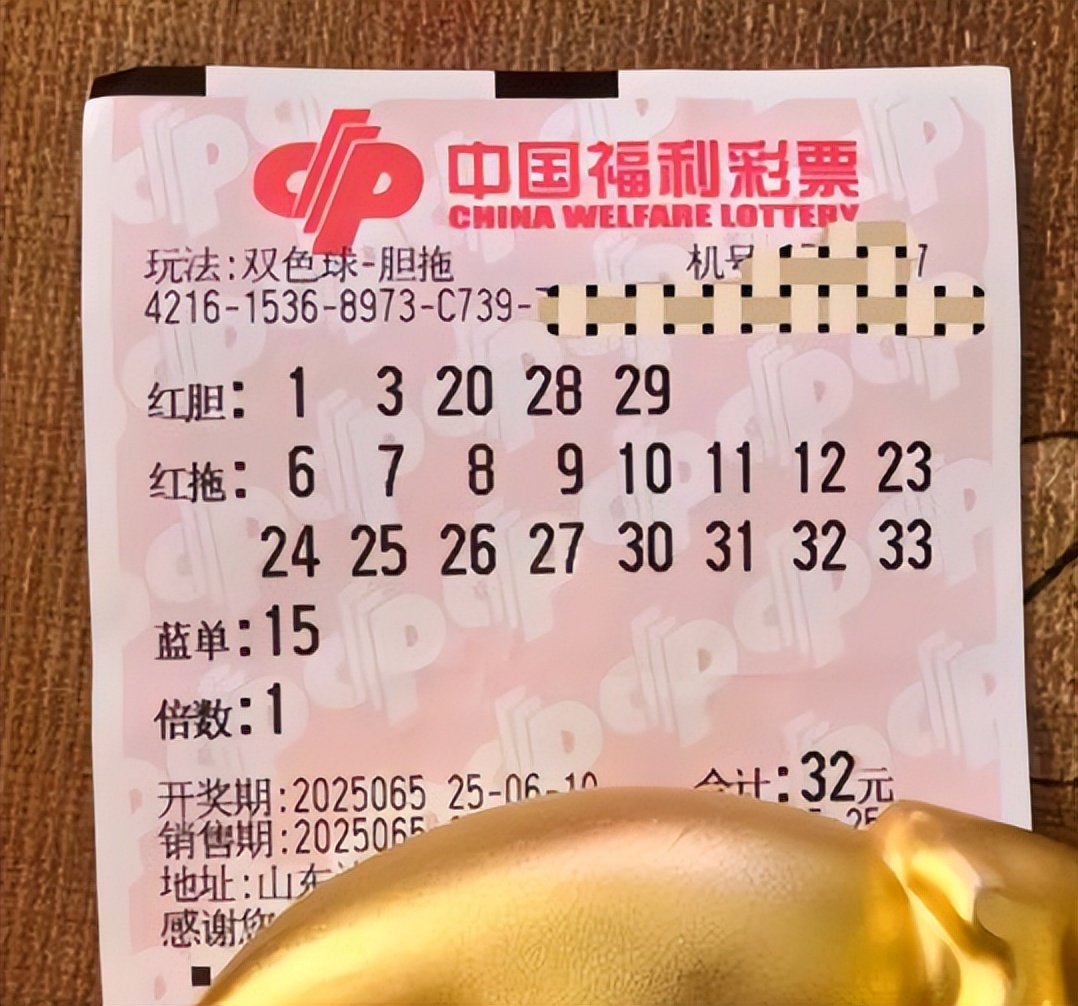 中国福利彩票
CHINA WELFARE LOTTERY
玩法:双色球-胆拖 机号
4216-1536-8973-C739-
红胆: 1 3 20 28 29
红拖: 6 7 8 9 10 11 12 23
24 25 26 27 30 31 32 33
蓝单:15
倍数:1
开奖期:2025065 25-06-10 合计:32元
销售期:2025065
地址:山东
感谢您